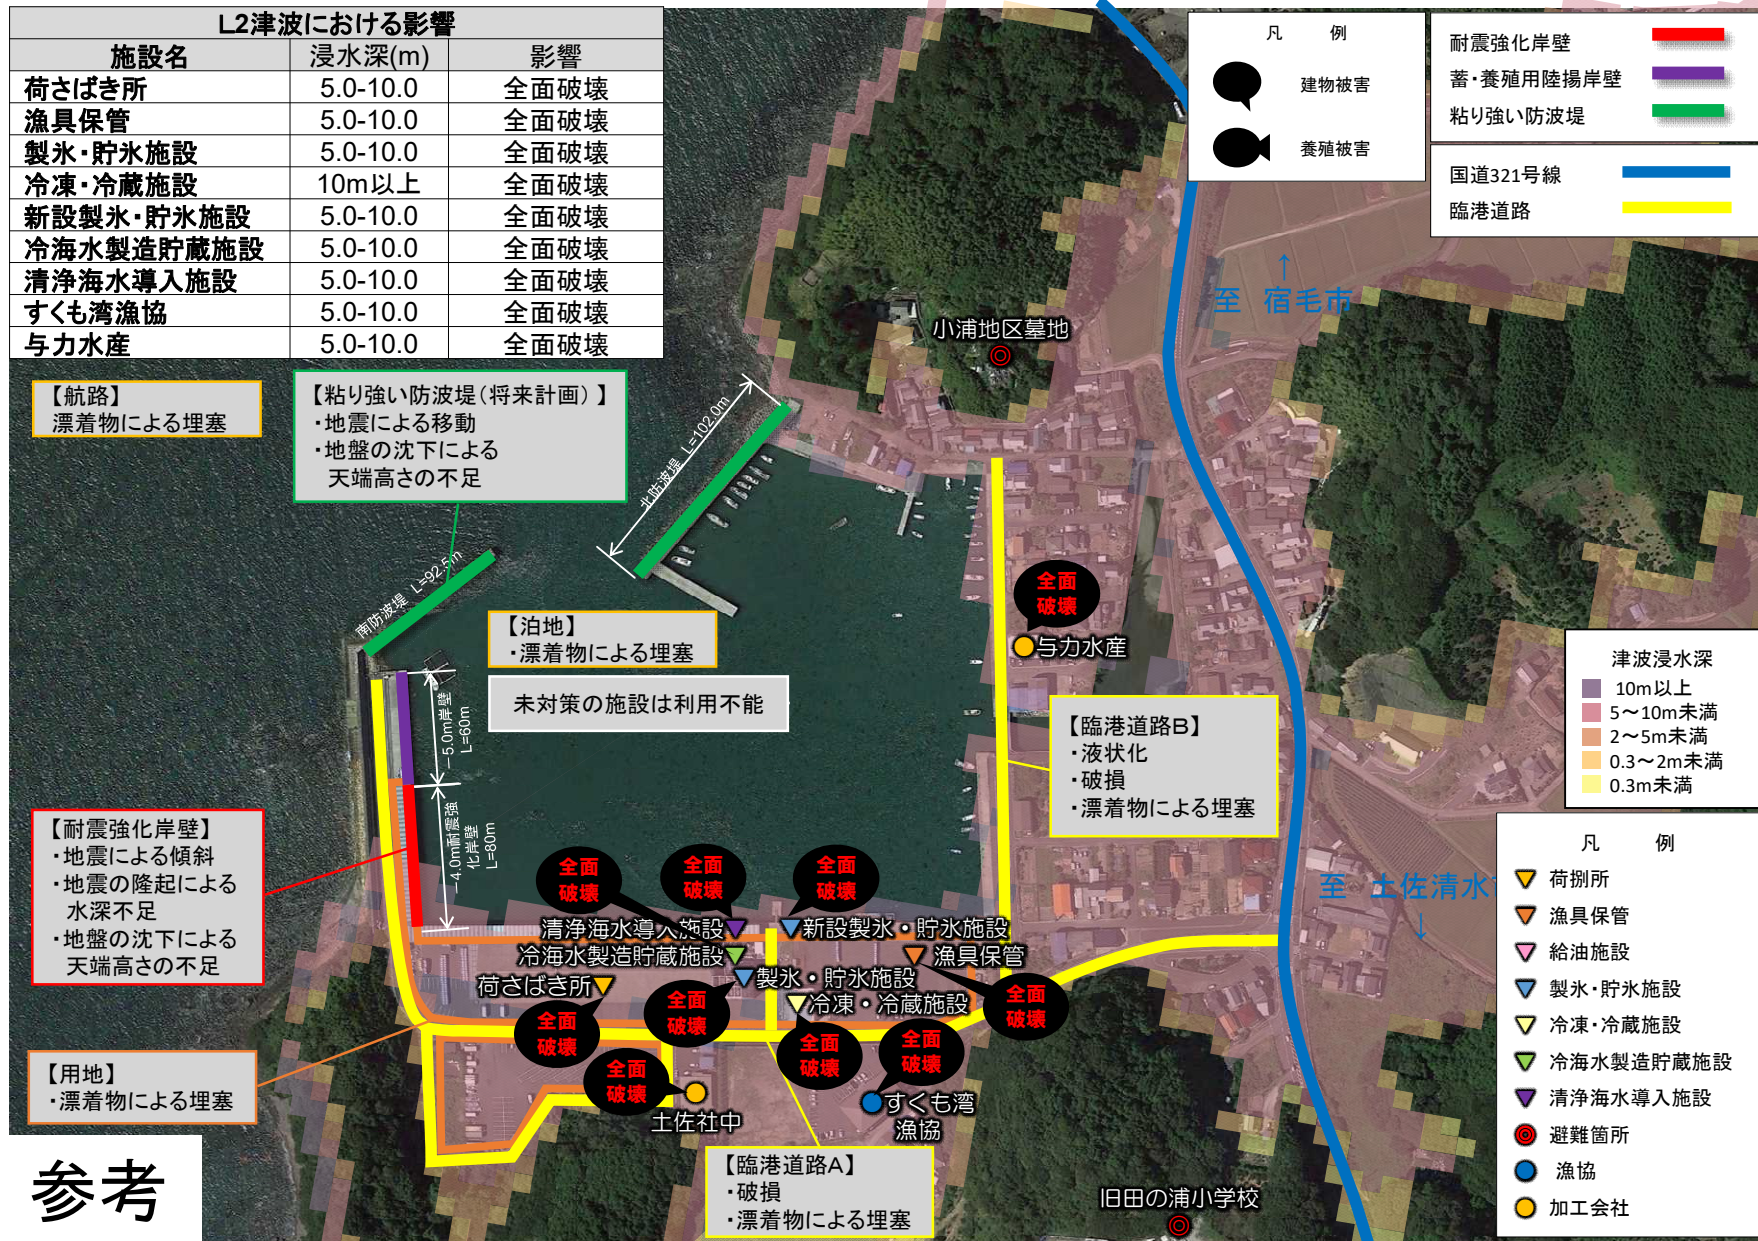 L2津波における影響
施設名 浸水深(m) 影響
荷さばき所 5.0-10.0 全面破壊
漁具保管 5.0-10.0 全面破壊
製氷・貯氷施設 5.0-10.0 全面破壊
冷凍・冷蔵施設 10m以上 全面破壊
新設製氷・貯氷施設 5.0-10.0 全面破壊
冷海水製造貯蔵施設 5.0-10.0 全面破壊
清浄海水導入施設 5.0-10.0 全面破壊
すくも湾漁協 5.0-10.0 全面破壊
与力水産 5.0-10.0 全面破壊
凡 例
建物被害
養殖被害
耐震強化岸壁
蓄・養殖用陸揚岸壁
粘り強い防波堤
国道321号線
臨港道路
↑
至 宿毛市
小浦地区墓地
【航路】
漂着物による埋塞
【粘り強い防波堤(将来計画)】
・地震による移動
・地盤の沈下による
天端高さの不足
北防波堤 L=102.0m
南防波堤 L=92.5m
【泊地】
・漂着物による埋塞
未対策の施設は利用不能
全面
破壊
与力水産
【臨港道路B】
・液状化
・破損
・漂着物による埋塞
津波浸水深
10m以上
5～10m未満
2～5m未満
0.3～2m未満
0.3m未満
－5.0m岸壁
L=60m
－4.0m耐震強
化岸壁
L=80m
【耐震強化岸壁】
・地震による傾斜
・地震の隆起による
水深不足
・地盤の沈下による
天端高さの不足
全面
破壊
全面
破壊
全面
破壊
清浄海水導入施設
新設製氷・貯氷施設
冷海水製造貯蔵施設
漁具保管
荷さばき所
製氷・貯氷施設
冷凍・冷蔵施設
全面
破壊
全面
破壊
全面
破壊
全面
破壊
全面
破壊
全面
破壊
土佐社中
すくも湾
漁協
至 土佐清水
↓
【用地】
・漂着物による埋塞
【臨港道路A】
・破損
・漂着物による埋塞
旧田の浦小学校
凡 例
荷捌所
漁具保管
給油施設
製氷・貯氷施設
冷凍・冷蔵施設
冷海水製造貯蔵施設
清浄海水導入施設
避難箇所
漁協
加工会社
参考